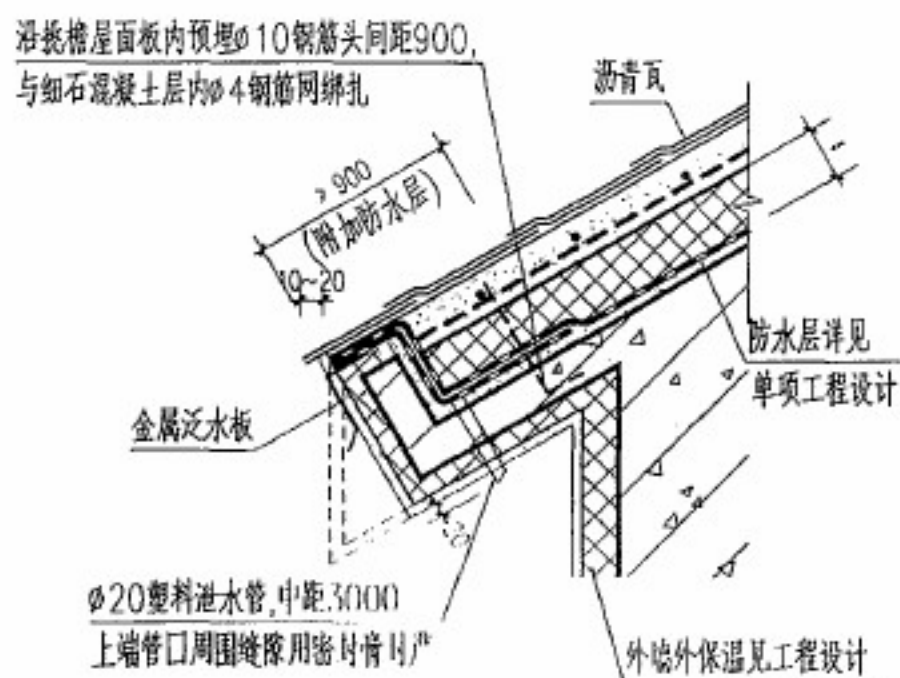 沿挑檐屋面板内预埋ø10钢筋头间距900,
与细石混凝土层内ø4钢筋网绑扎
沥青瓦
>900
(附加防水层)
10~20
防水层详见
单项工程设计
金属泛水板
20
ø20塑料泄水管,中距3000
上端管口周围缝隙用密封膏封
外墙外保温见工程设计